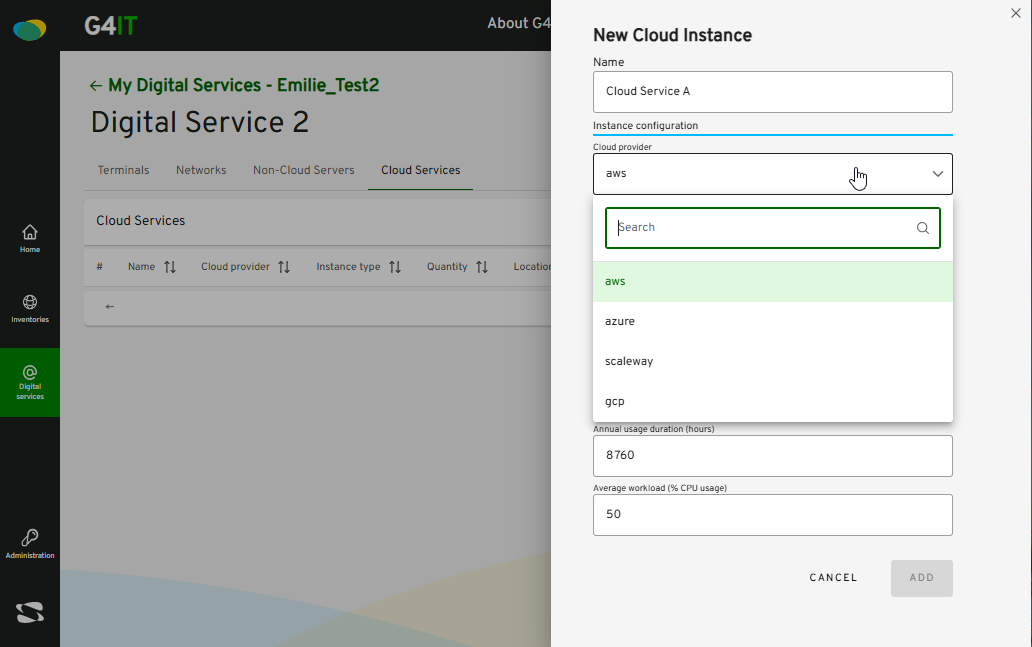 G4IT
About G4
← My Digital Services - Emilie_Test2
Digital Service 2
Terminals
Networks
Non-Cloud Servers
Cloud Services
Cloud Services
# Name Cloud provider Instance type Quantity Location
←
Home
Inventories
Digital
services
Administration
New Cloud Instance
Name
Cloud Service A
Instance configuration
Cloud provider
aws
Search
aws
azure
scaleway
gcp
Annual usage duration (hours)
8760
Average workload (% CPU usage)
50
CANCEL
ADD